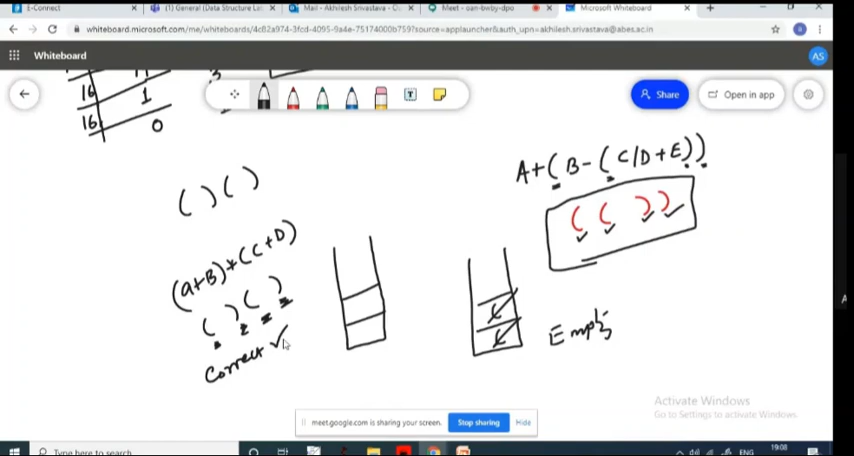 E-Connect
(1) General (Data Structure Lab
Mail - Akhilesh Srivastava - O
Meet - oan-bwby-dpo
Microsoft Whiteboard
whiteboard.microsoft.com/me/whiteboards/4c62a974-3fcd-4095-9a4e-75174000b759?source=applauncher&auth_upn=akhilesh.srivastava@abes.ac.in
Whiteboard
AS
Share
Open in app
16
1
16
0
A+(B-(C/D+E))
( ) ( )
( ( ) )
(a+B)*(C+D)
( ) ( )
Correct ✓
( (
Empty
Activate Windows
Go to Settings to activate Windows.
meet.google.com is sharing your screen.
Stop sharing
Hide
Type here to search
ENG
19:08